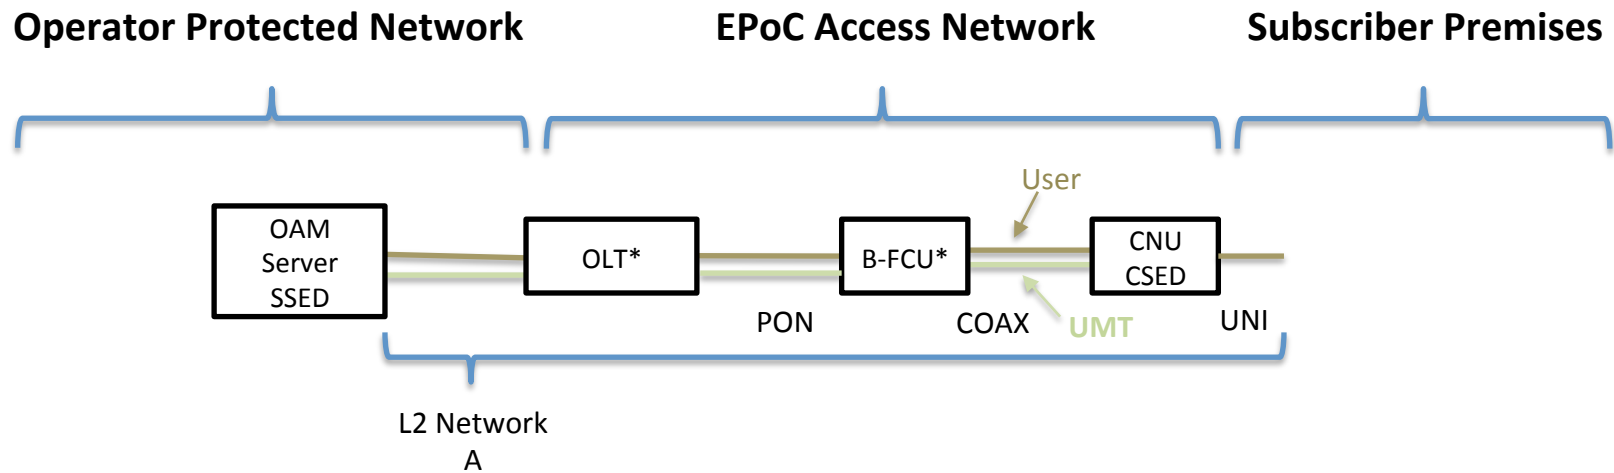 Operator Protected Network
EPoC Access Network
Subscriber Premises
User
OAM
Server
SSED
OLT*
B-FCU*
CNU
CSED
PON
COAX
UMT
UNI
L2 Network
A